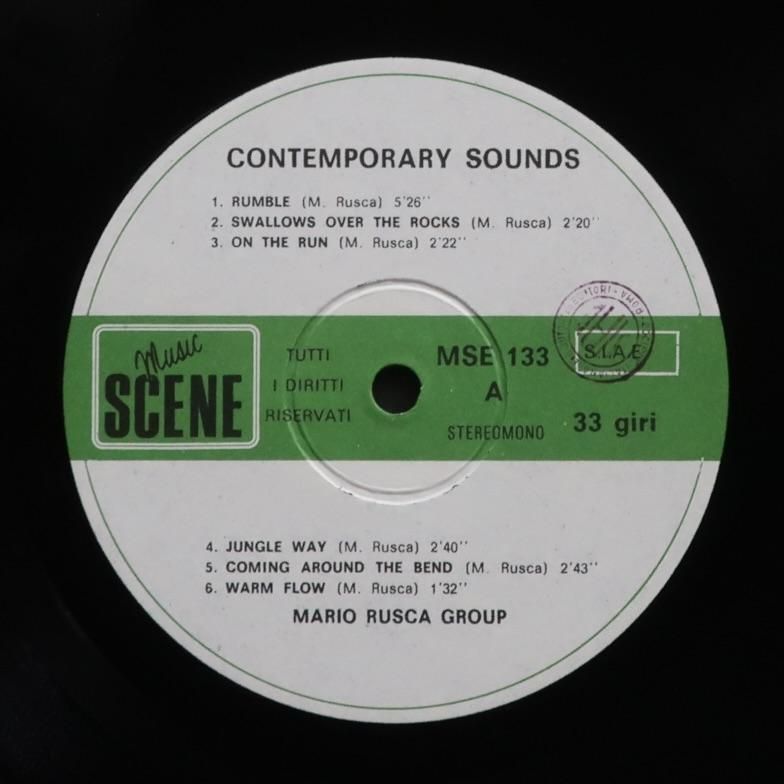 CONTEMPORARY SOUNDS
1. RUMBLE (M. Rusca) 5'26''
2. SWALLOWS OVER THE ROCKS (M. Rusca) 2'20''
3. ON THE RUN (M. Rusca) 2'22''
Music
SCENE
TUTTI
I DIRITTI
RISERVATI
MSE 133
A
STEREOMONO
S.I.A.E.
33 giri
4. JUNGLE WAY (M. Rusca) 2'40''
5. COMING AROUND THE BEND (M. Rusca) 2'43''
6. WARM FLOW (M. Rusca) 1'32''
MARIO RUSCA GROUP